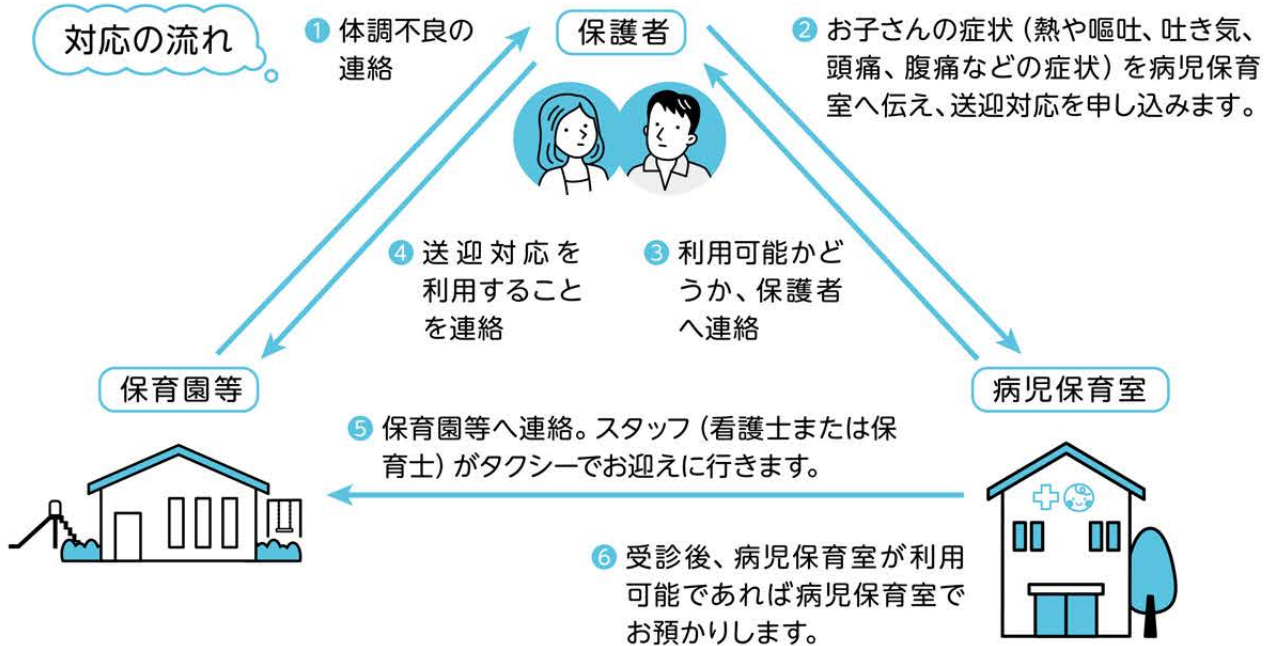 対応の流れ
保護者
❶ 体調不良の
連絡
❷ お子さんの症状（熱や嘔吐、吐き気、
頭痛、腹痛などの症状）を病児保育
室へ伝え、送迎対応を申し込みます。
❸ 利用可能かど
うか、保護者
へ連絡
❹ 送迎対応を
利用すること
を連絡
保育園等
病児保育室
❺ 保育園等へ連絡。スタッフ（看護士または保
育士）がタクシーでお迎えに行きます。
❻ 受診後、病児保育室が利用
可能であれば病児保育室で
お預かりします。